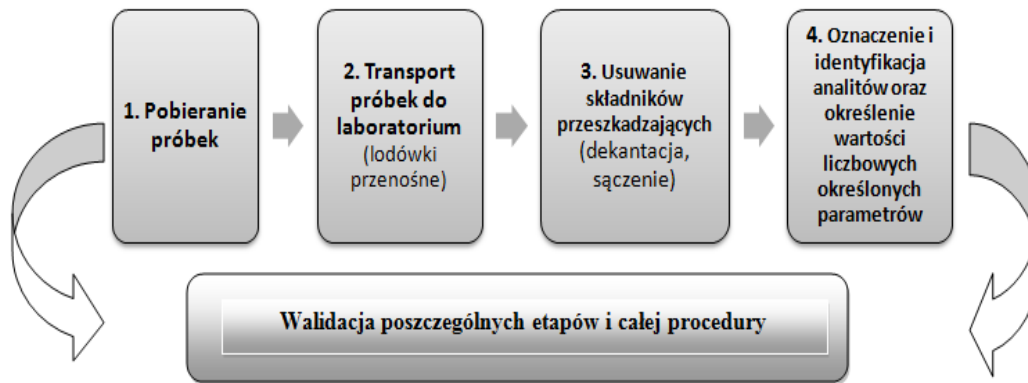 1. Pobieranie
próbek
2. Transport
próbek do
laboratorium
(lodówki
przenośne)
3. Usuwanie
składników
przeszkadzających
(dekantacja,
sączenie)
4. Oznaczenie i
identyfikacja
analitów oraz
określenie
wartości
liczbowych
określonych
parametrów
Walidacja poszczególnych etapów i całej procedury